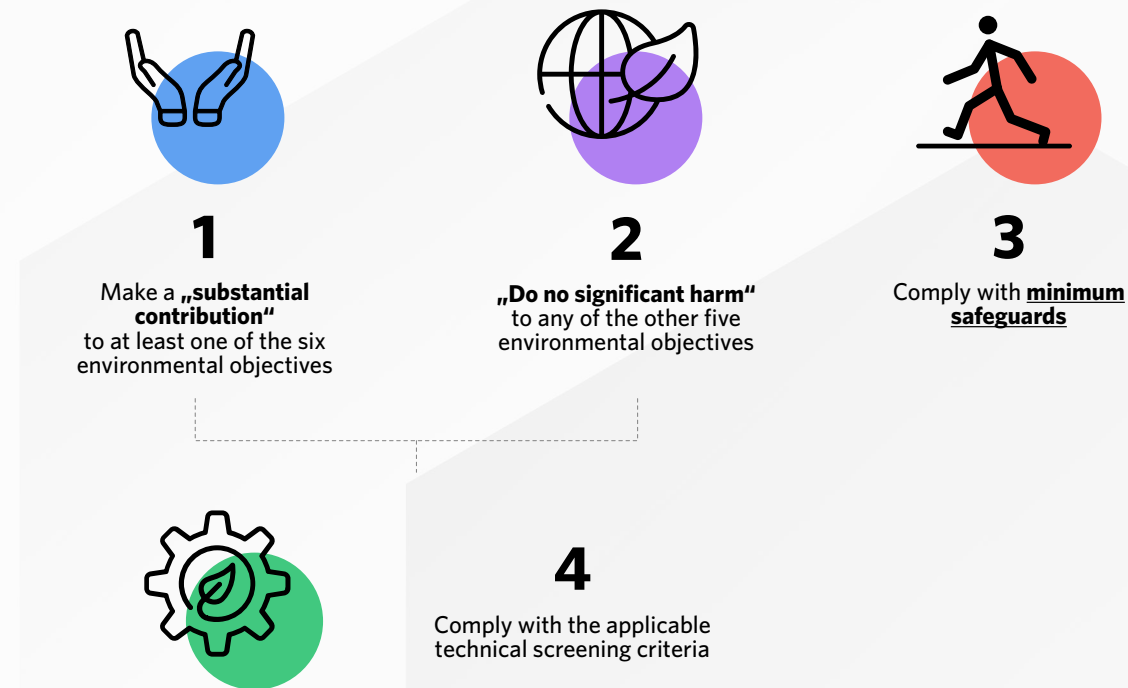 1
Make a „substantial
contribution“
to at least one of the six
environmental objectives
2
„Do no significant harm“
to any of the other five
environmental objectives
3
Comply with minimum
safeguards
4
Comply with the applicable
technical screening criteria